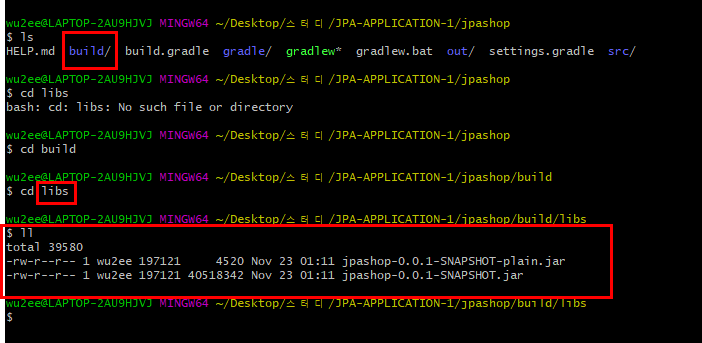 wu2ee@LAPTOP-2AU9HJVJ MINGW64 ~/Desktop/스터디/JPA-APPLICATION-1/jpashop
$ ls
HELP.md  build/  build.gradle  gradle/  gradlew*  gradlew.bat  out/  settings.gradle  src/
wu2ee@LAPTOP-2AU9HJVJ MINGW64 ~/Desktop/스터디/JPA-APPLICATION-1/jpashop
$ cd libs
bash: cd: libs: No such file or directory
wu2ee@LAPTOP-2AU9HJVJ MINGW64 ~/Desktop/스터디/JPA-APPLICATION-1/jpashop
$ cd build
wu2ee@LAPTOP-2AU9HJVJ MINGW64 ~/Desktop/스터디/JPA-APPLICATION-1/jpashop/build
$ cd libs
wu2ee@LAPTOP-2AU9HJVJ MINGW64 ~/Desktop/스터디/JPA-APPLICATION-1/jpashop/build/libs
$ ll
total 39580
-rw-r--r-- 1 wu2ee 197121     4520 Nov 23 01:11 jpashop-0.0.1-SNAPSHOT-plain.jar
-rw-r--r-- 1 wu2ee 197121 40518342 Nov 23 01:11 jpashop-0.0.1-SNAPSHOT.jar
wu2ee@LAPTOP-2AU9HJVJ MINGW64 ~/Desktop/스터디/JPA-APPLICATION-1/jpashop/build/libs
$